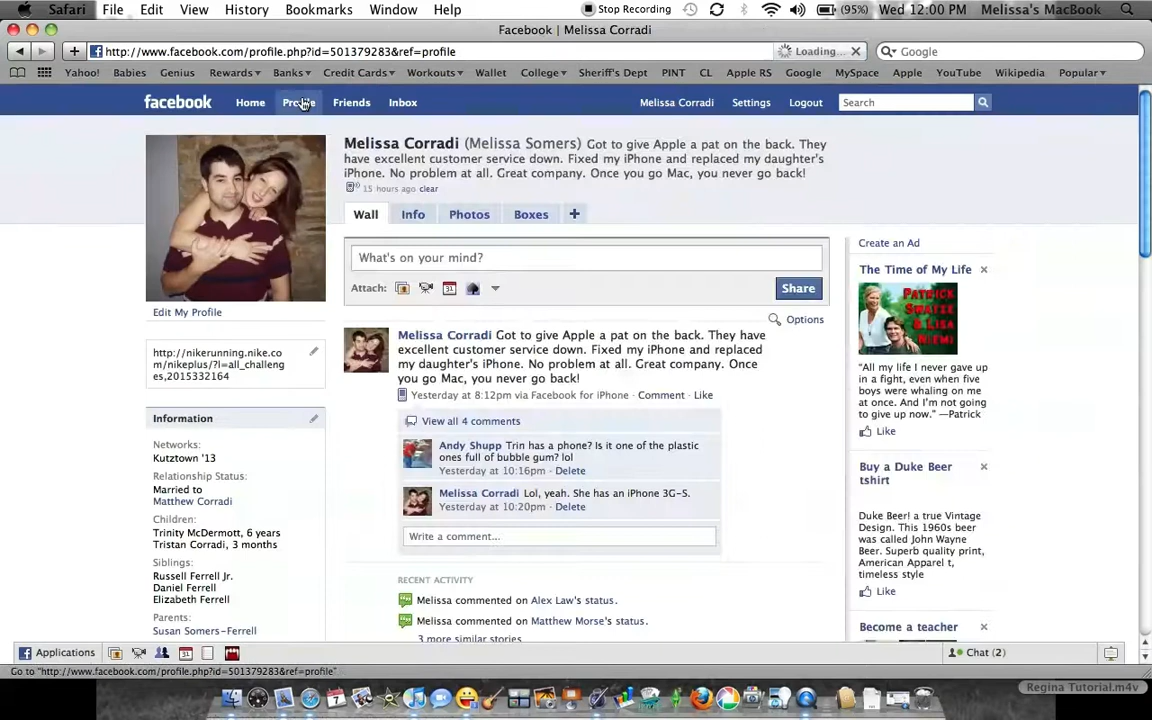 Safari File Edit View History Bookmarks Window Help Stop Recording (95%) Wed 12:00 PM Melissa's MacBook
Facebook | Melissa Corradi
http://www.facebook.com/profile.php?id=501379283&ref=profile Loading... Google
Yahoo! Babies Genius Rewards Banks Credit Cards Workouts Wallet College Sheriff's Dept PINT CL Apple RS Google MySpace Apple YouTube Wikipedia Popular
facebook Home Profile Friends Inbox Melissa Corradi Settings Logout Search
Melissa Corradi (Melissa Somers) Got to give Apple a pat on the back. They
have excellent customer service down. Fixed my iPhone and replaced my daughter's
iPhone. No problem at all. Great company. Once you go Mac, you never go back!
15 hours ago clear
Wall Info Photos Boxes +
What's on your mind?
Attach: Share
Options
Melissa Corradi Got to give Apple a pat on the back. They
have excellent customer service down. Fixed my iPhone and replaced
my daughter's iPhone. No problem at all. Great company. Once
you go Mac, you never go back!
Yesterday at 8:12pm via Facebook for iPhone · Comment · Like
View all 4 comments
Andy Shupp Trin has a phone? Is it one of the plastic
ones full of bubble gum? lol
Yesterday at 10:16pm · Delete
Melissa Corradi Lol, yeah. She has an iPhone 3G-S.
Yesterday at 10:20pm · Delete
Write a comment...
RECENT ACTIVITY
Melissa commented on Alex Law's status.
Melissa commented on Matthew Morse's status.
3 more similar stories
Edit My Profile
http://nikerunning.nike.co
m/nikeplus/?l=all_challeng
es,2015332164
Information
Networks:
Kutztown '13
Relationship Status:
Married to
Matthew Corradi
Children:
Trinity McDermott, 6 years
Tristan Corradi, 3 months
Siblings:
Russell Ferrell Jr.
Daniel Ferrell
Elizabeth Ferrell
Parents:
Susan Somers-Ferrell
Create an Ad
The Time of My Life
PATRICK
SWAYZE & LISA
NIEMI
"All my life I never gave up
in a fight, even when five
boys were whaling on me
at once. And I'm not going
to give up now." —Patrick
Like
Buy a Duke Beer
tshirt
Duke Beer! a true Vintage
Design. This 1960s beer
was called John Wayne
Beer. Superb quality print,
American Apparel t,
timeless style
Like
Become a teacher
Applications Chat (2)
Go to "http://www.facebook.com/profile.php?id=501379283&ref=profile"
Regina Tutorial.m4v